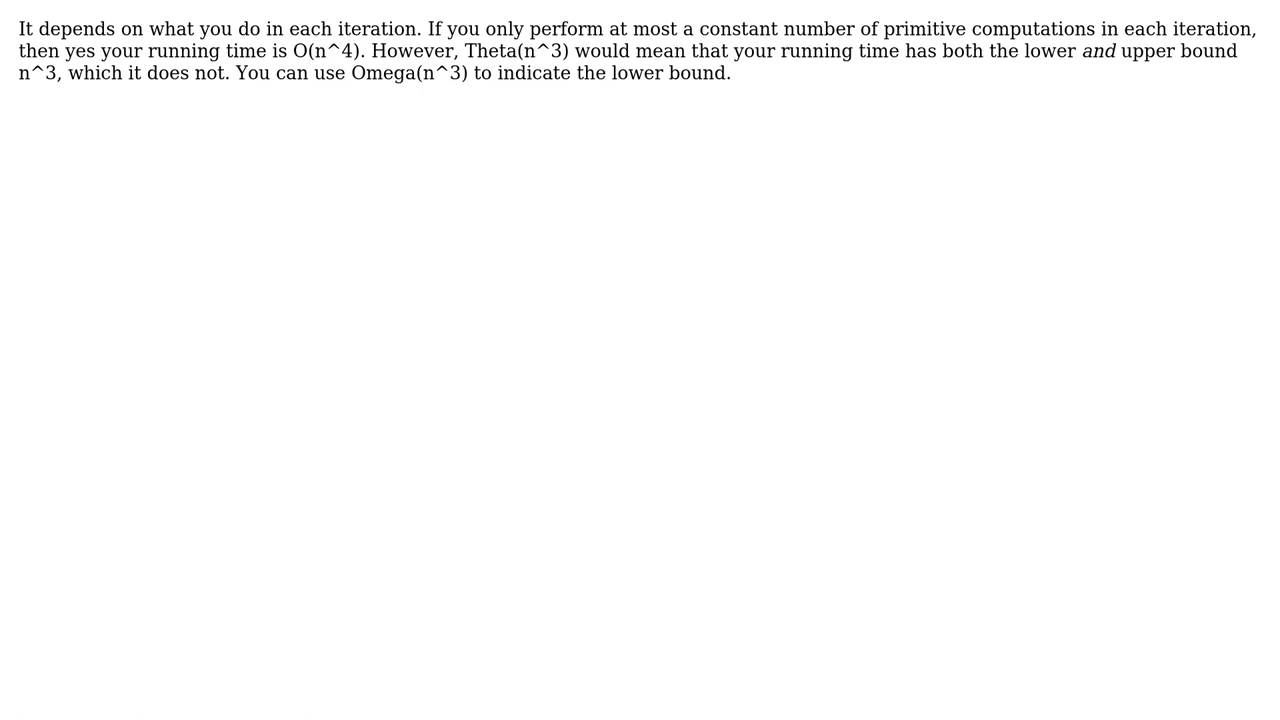 It depends on what you do in each iteration. If you only perform at most a constant number of primitive computations in each iteration,
then yes your running time is O(n^4). However, Theta(n^3) would mean that your running time has both the lower and upper bound
n^3, which it does not. You can use Omega(n^3) to indicate the lower bound.